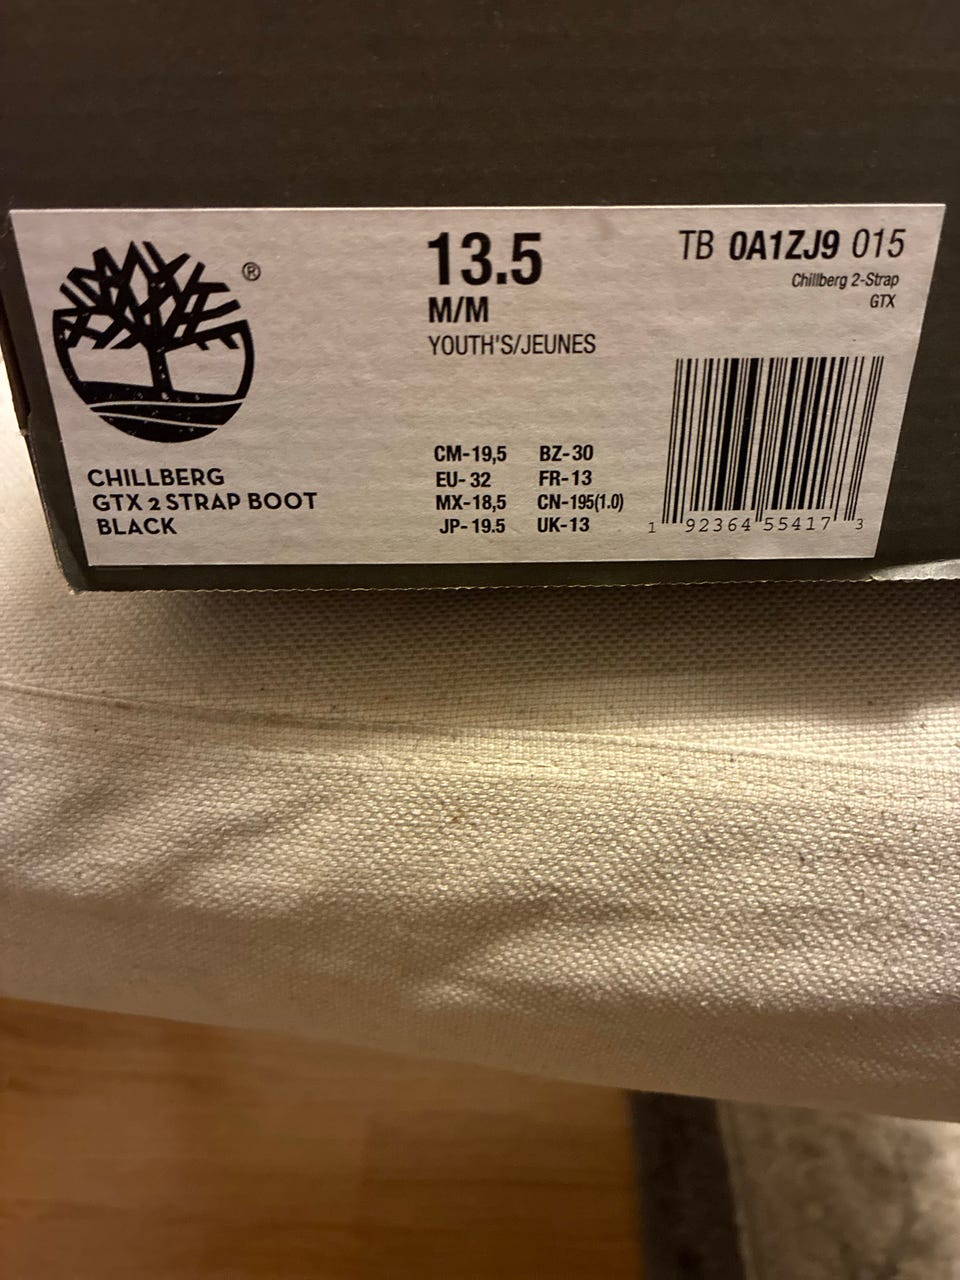 ®
CHILLBERG
GTX 2 STRAP BOOT
BLACK
13.5
M/M
YOUTH'S/JEUNES
CM-19,5 BZ-30
EU-32 FR-13
MX-18,5 CN-195(1.0)
JP-19.5 UK-13
TB 0A1ZJ9 015
Chillberg 2-Strap
GTX
1 92364 55417 3